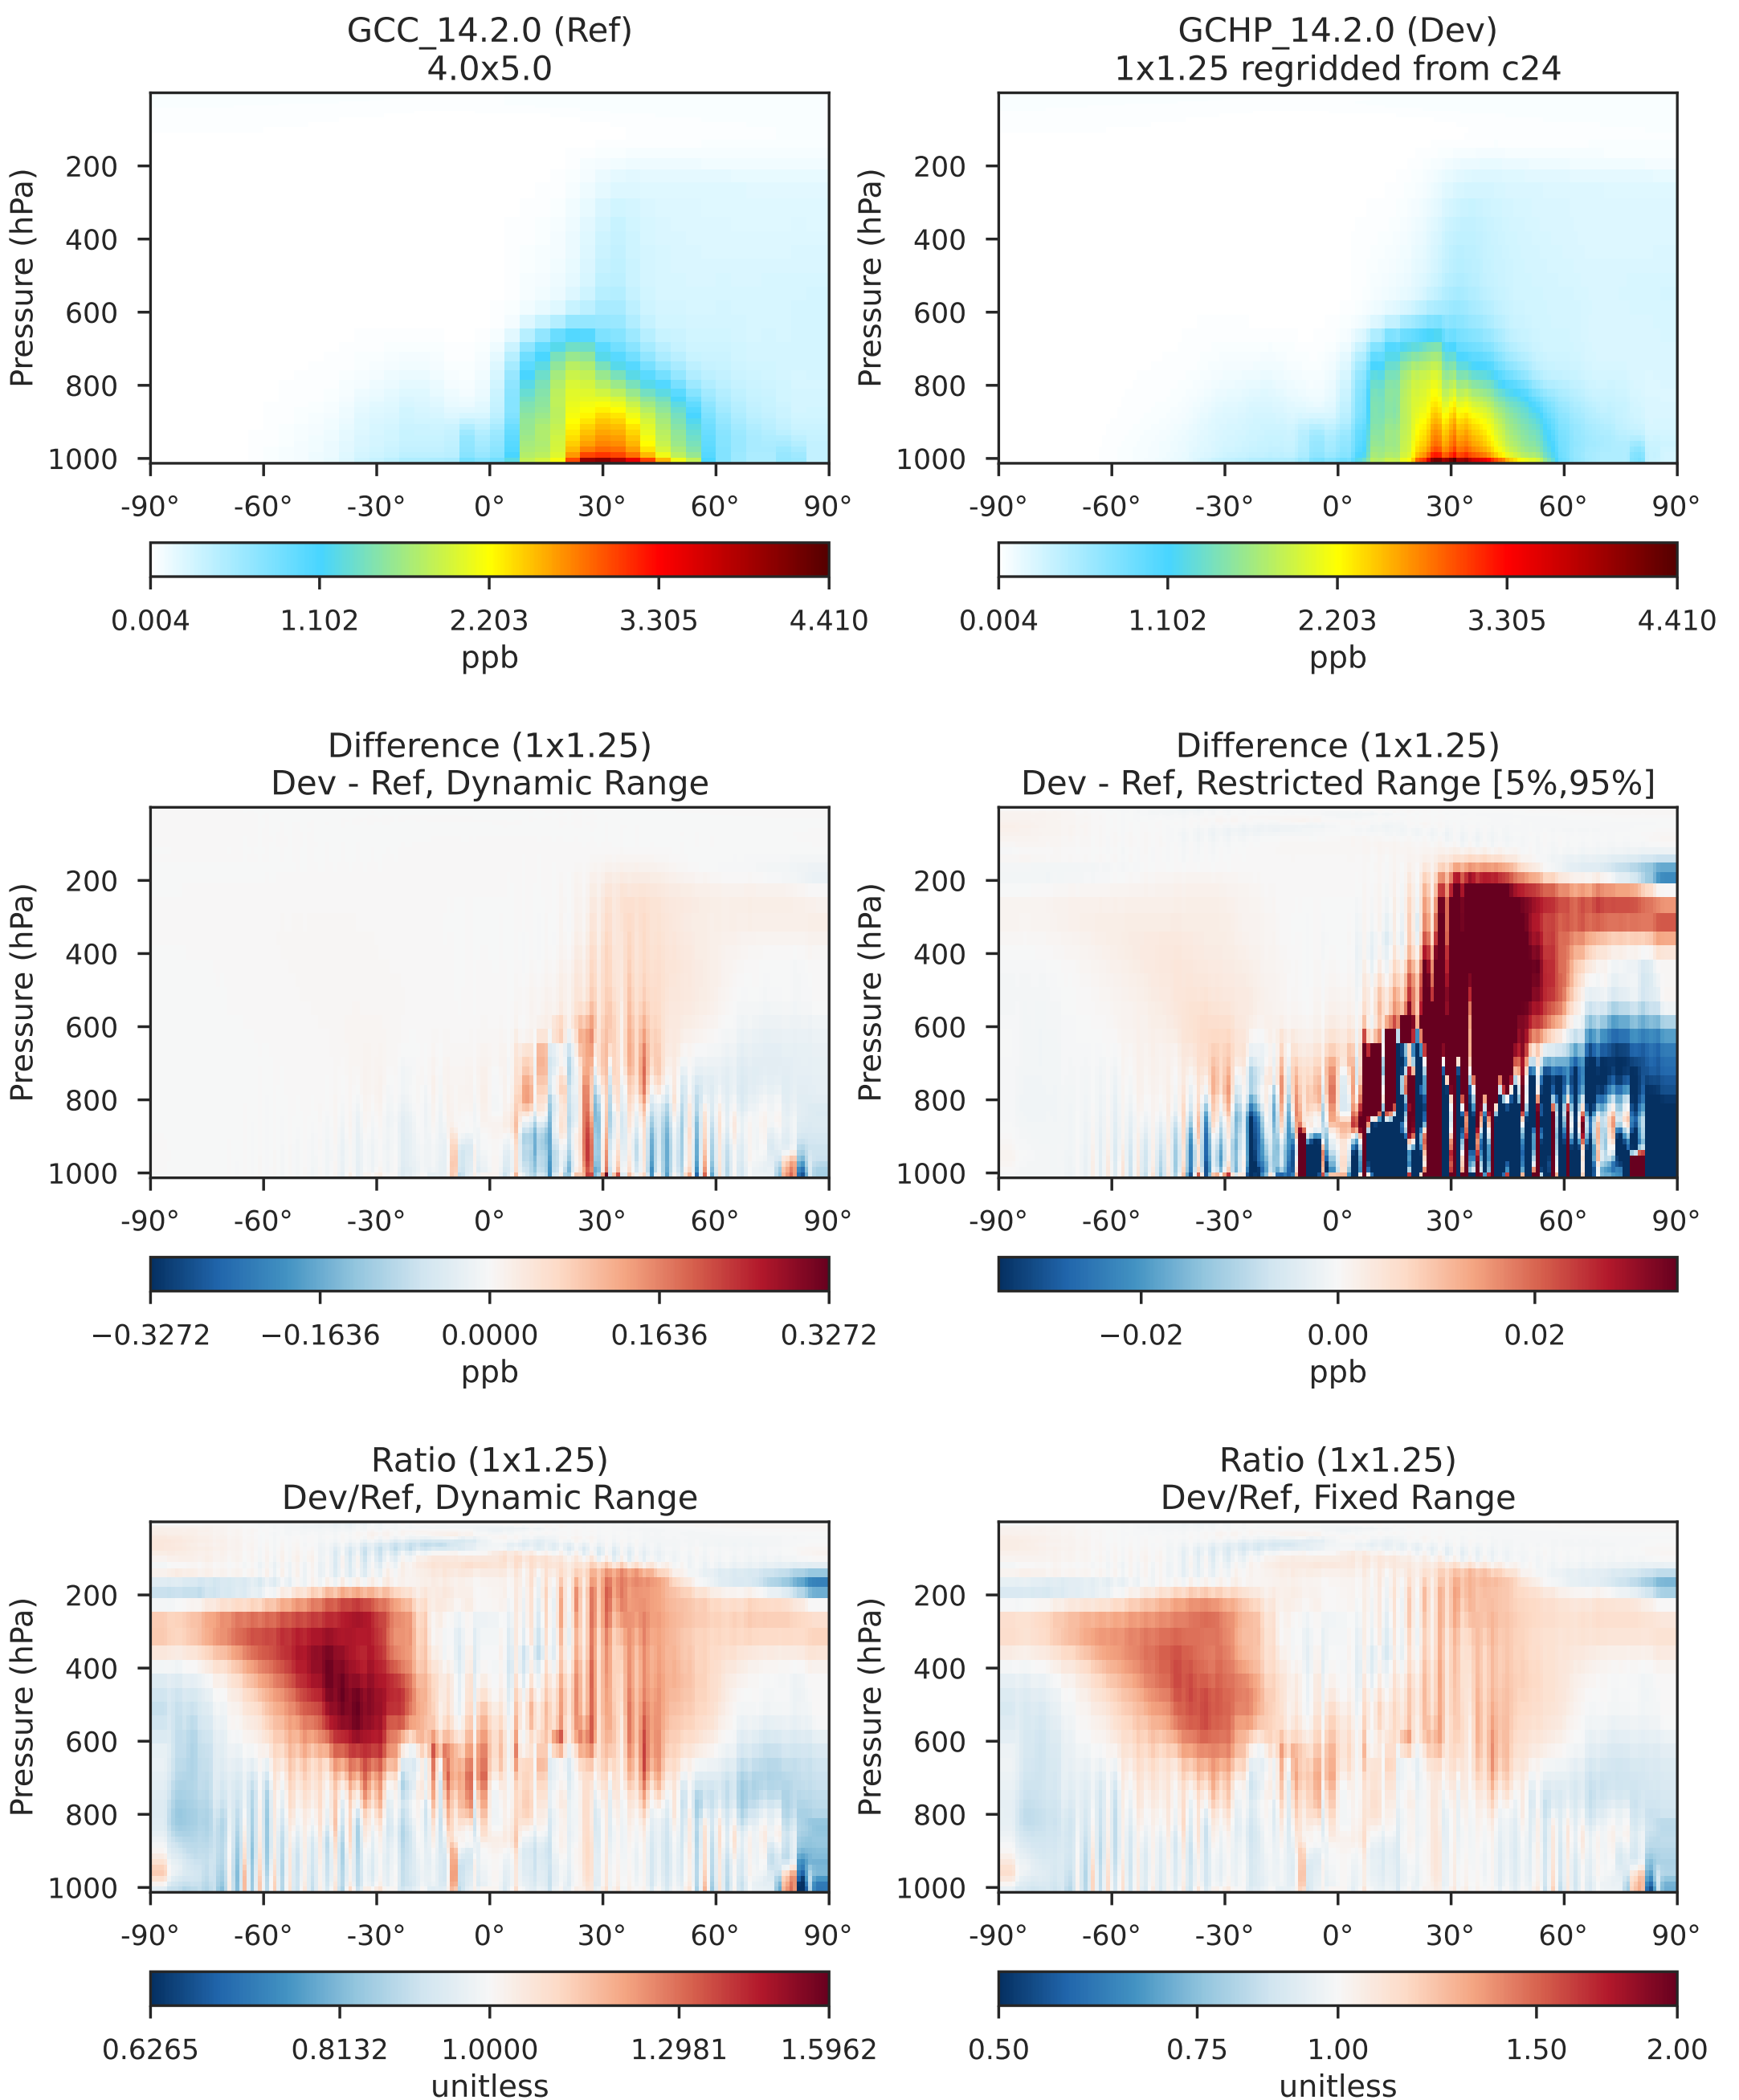 GCC_14.2.0 (Ref)
4.0x5.0
GCHP_14.2.0 (Dev)
1x1.25 regridded from c24
Pressure (hPa)
200
400
600
800
1000
-90° -60° -30° 0° 30° 60° 90°
0.004 1.102 2.203 3.305 4.410
ppb
Pressure (hPa)
200
400
600
800
1000
-90° -60° -30° 0° 30° 60° 90°
0.004 1.102 2.203 3.305 4.410
ppb
Difference (1x1.25)
Dev - Ref, Dynamic Range
Difference (1x1.25)
Dev - Ref, Restricted Range [5%,95%]
Pressure (hPa)
200
400
600
800
1000
-90° -60° -30° 0° 30° 60° 90°
−0.3272 −0.1636 0.0000 0.1636 0.3272
ppb
Pressure (hPa)
200
400
600
800
1000
-90° -60° -30° 0° 30° 60° 90°
−0.02 0.00 0.02
ppb
Ratio (1x1.25)
Dev/Ref, Dynamic Range
Ratio (1x1.25)
Dev/Ref, Fixed Range
Pressure (hPa)
200
400
600
800
1000
-90° -60° -30° 0° 30° 60° 90°
0.6265 0.8132 1.0000 1.2981 1.5962
unitless
Pressure (hPa)
200
400
600
800
1000
-90° -60° -30° 0° 30° 60° 90°
0.50 0.75 1.00 1.50 2.00
unitless